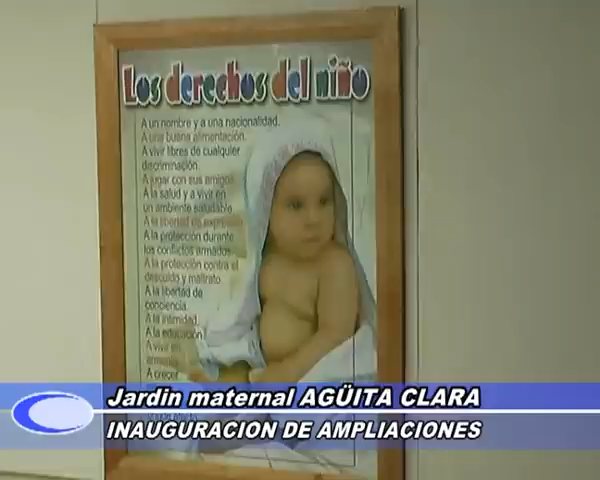 Los derechos del niño
A un nombre y a una nacionalidad.
A una buena alimentación.
A vivir libres de cualquier
discriminación.
A jugar con sus amigos.
A la salud y a vivir en
un ambiente saludable
A la libertad de expresión
A la protección durante
los conflictos armados.
A la protección contra el
descuido y maltrato.
A la libertad de
conciencia.
A la intimidad.
A la educación
A vivir en
armonía
A crecer
Jardin maternal AGÜITA CLARA
INAUGURACION DE AMPLIACIONES